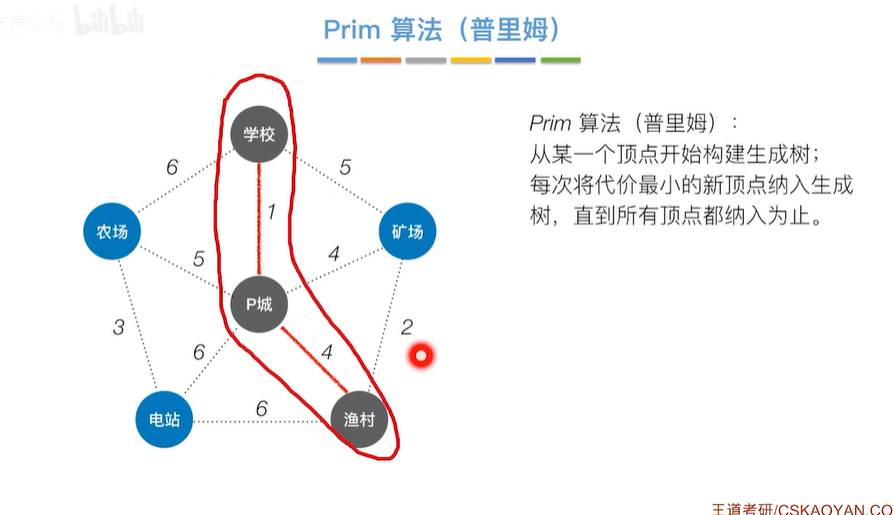 bilibili
Prim 算法（普里姆）
学校
6
5
1
农场
矿场
5
4
P城
3
2
6
4
电站
6
渔村
Prim 算法（普里姆）：
从某一个顶点开始构建生成树；
每次将代价最小的新顶点纳入生成
树，直到所有顶点都纳入为止。
王道考研/CSKAOYAN.CO